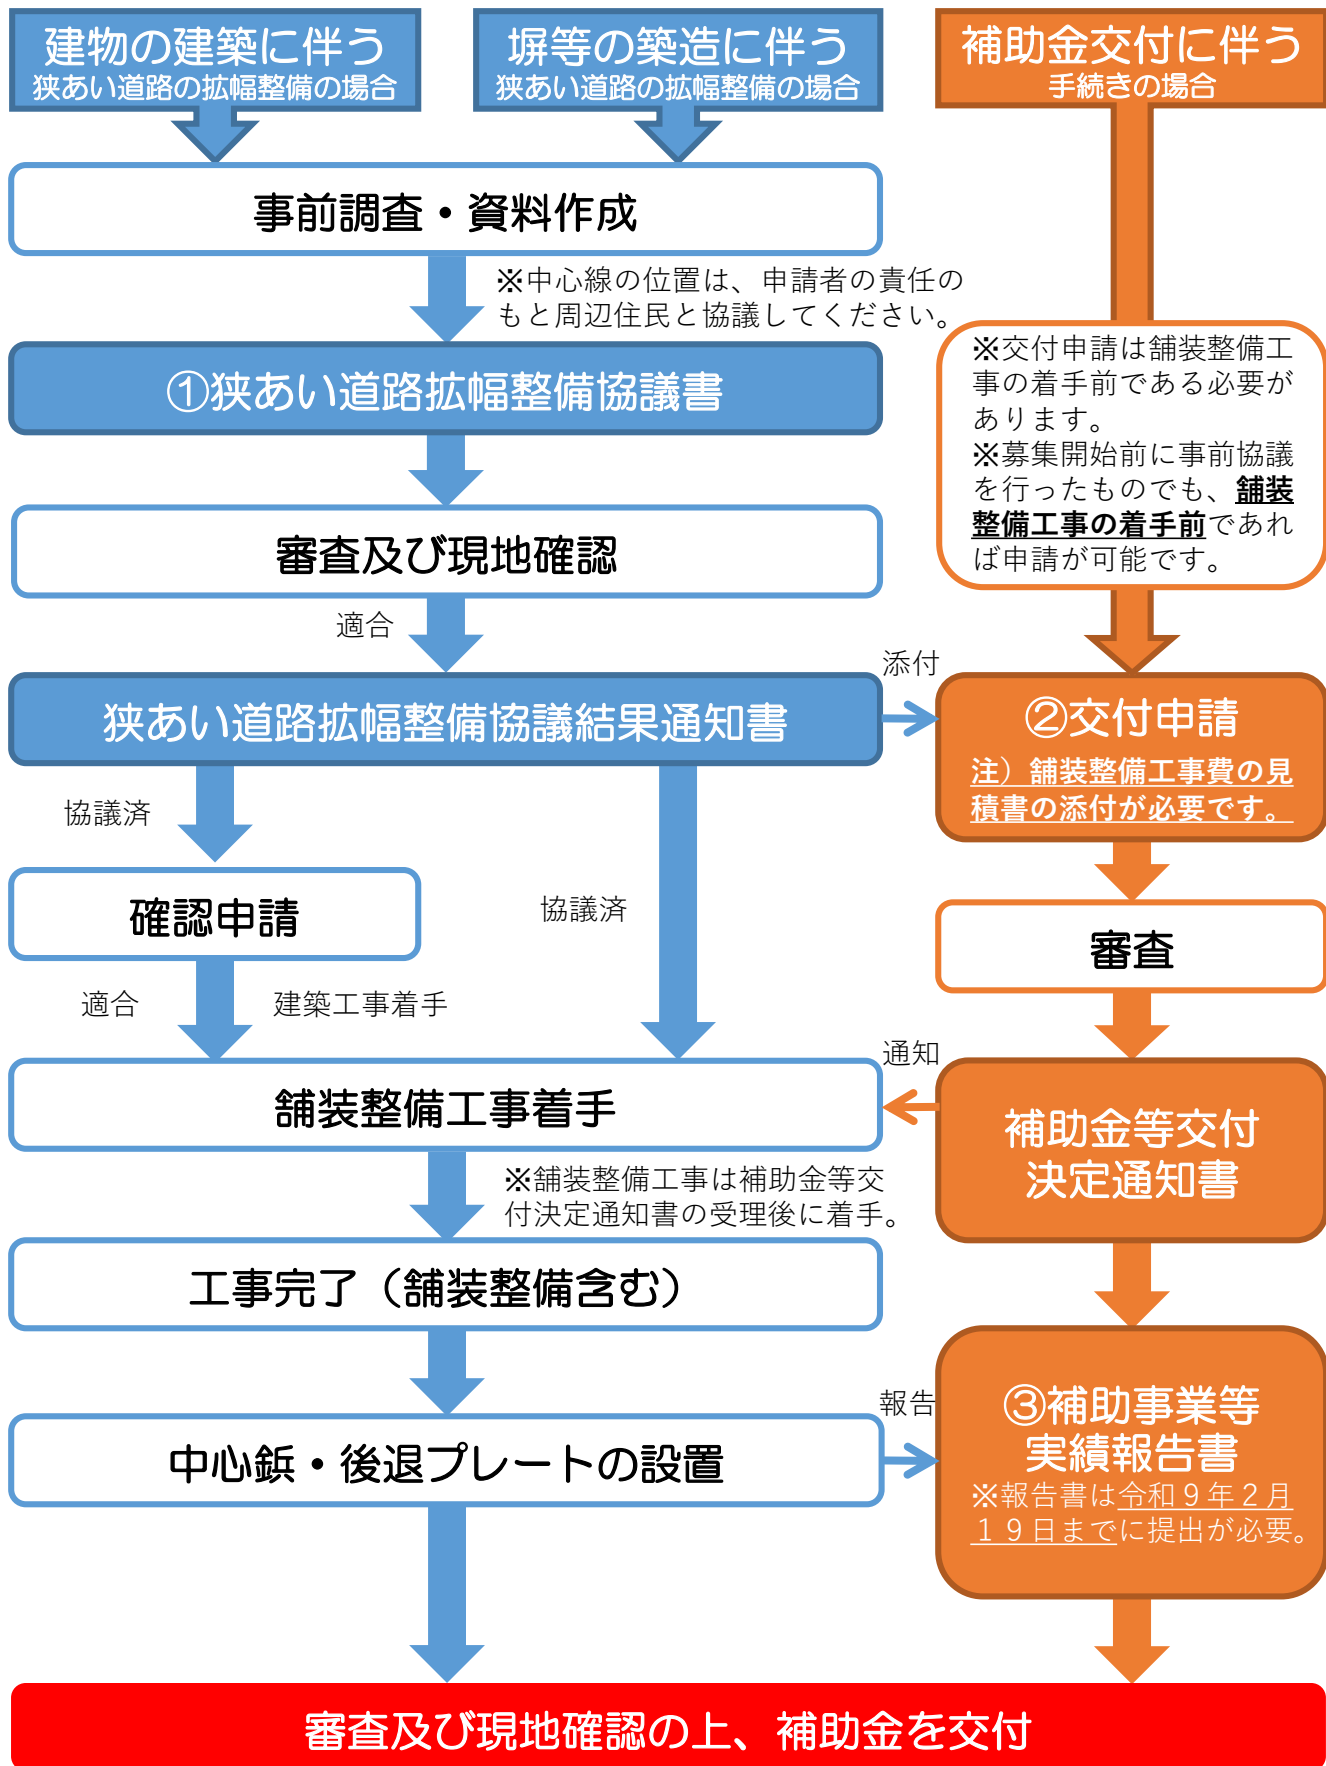 建物の建築に伴う
狭あい道路の拡幅整備の場合
塀等の築造に伴う
狭あい道路の拡幅整備の場合
補助金交付に伴う
手続きの場合
事前調査・資料作成
※中心線の位置は、申請者の責任の
もと周辺住民と協議してください。
①狭あい道路拡幅整備協議書
※交付申請は舗装整備工
事の着手前である必要が
あります。
※募集開始前に事前協議
を行ったものでも、舗装
整備工事の着手前であれ
ば申請が可能です。
審査及び現地確認
適合
狭あい道路拡幅整備協議結果通知書
添付
②交付申請
注）舗装整備工事費の見
積書の添付が必要です。
協議済
協議済
確認申請
審査
適合
建築工事着手
舗装整備工事着手
通知
補助金等交付
決定通知書
※舗装整備工事は補助金等交
付決定通知書の受理後に着手。
工事完了（舗装整備含む）
中心鋲・後退プレートの設置
報告
③補助事業等
実績報告書
※報告書は令和９年２月
１９日までに提出が必要。
審査及び現地確認の上、補助金を交付